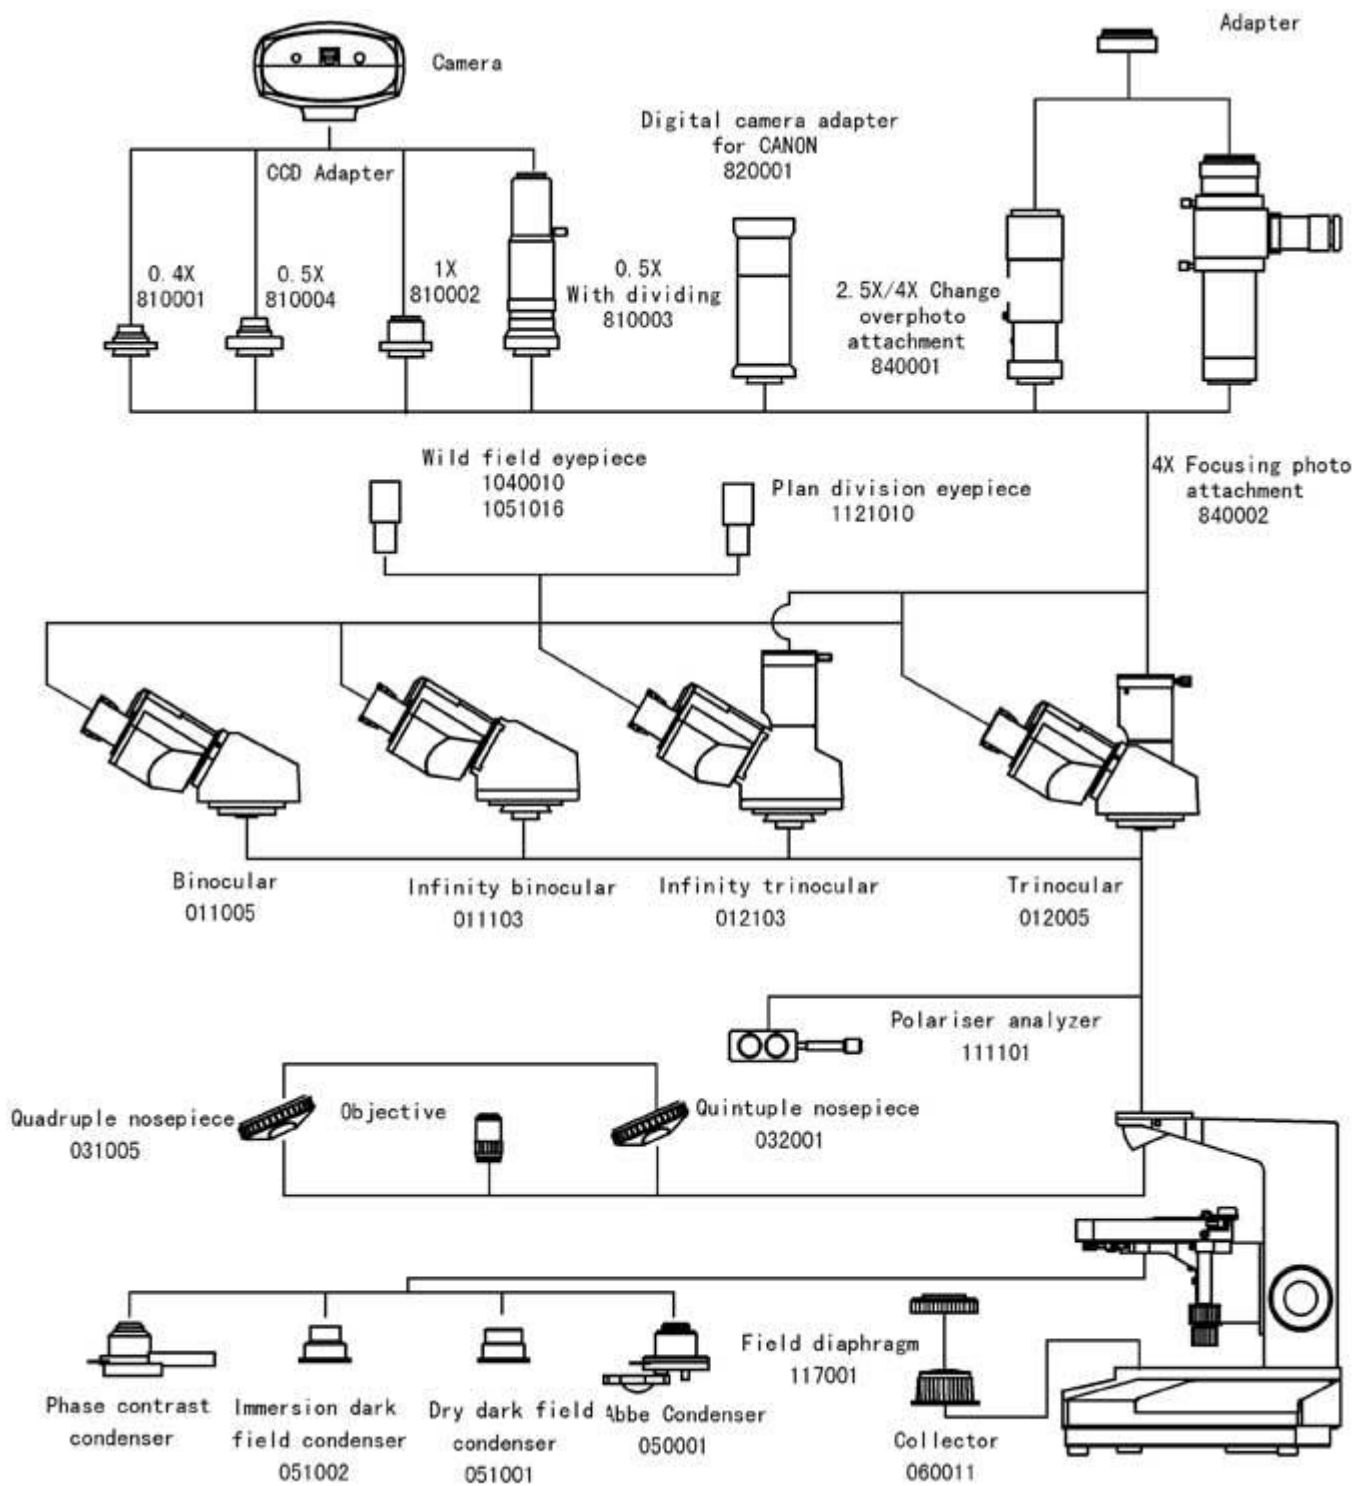 Adapter
Camera
Digital camera adapter
for CANON
820001
CCD Adapter
0.4X
810001
0.5X
810004
1X
810002
0.5X
With dividing
810003
2.5X/4X Change
overphoto
attachment
840001
Wild field eyepiece
1040010
1051016
Plan division eyepiece
1121010
4X Focusing photo
attachment
840002
Binocular
011005
Infinity binocular
011103
Infinity trinocular
012103
Trinocular
012005
Polariser analyzer
111101
Quadruple nosepiece
031005
Objective
Quintuple nosepiece
032001
Field diaphragm
117001
Phase contrast
condenser
Immersion dark
field condenser
051002
Dry dark field
condenser
051001
Abbe Condenser
050001
Collector
060011